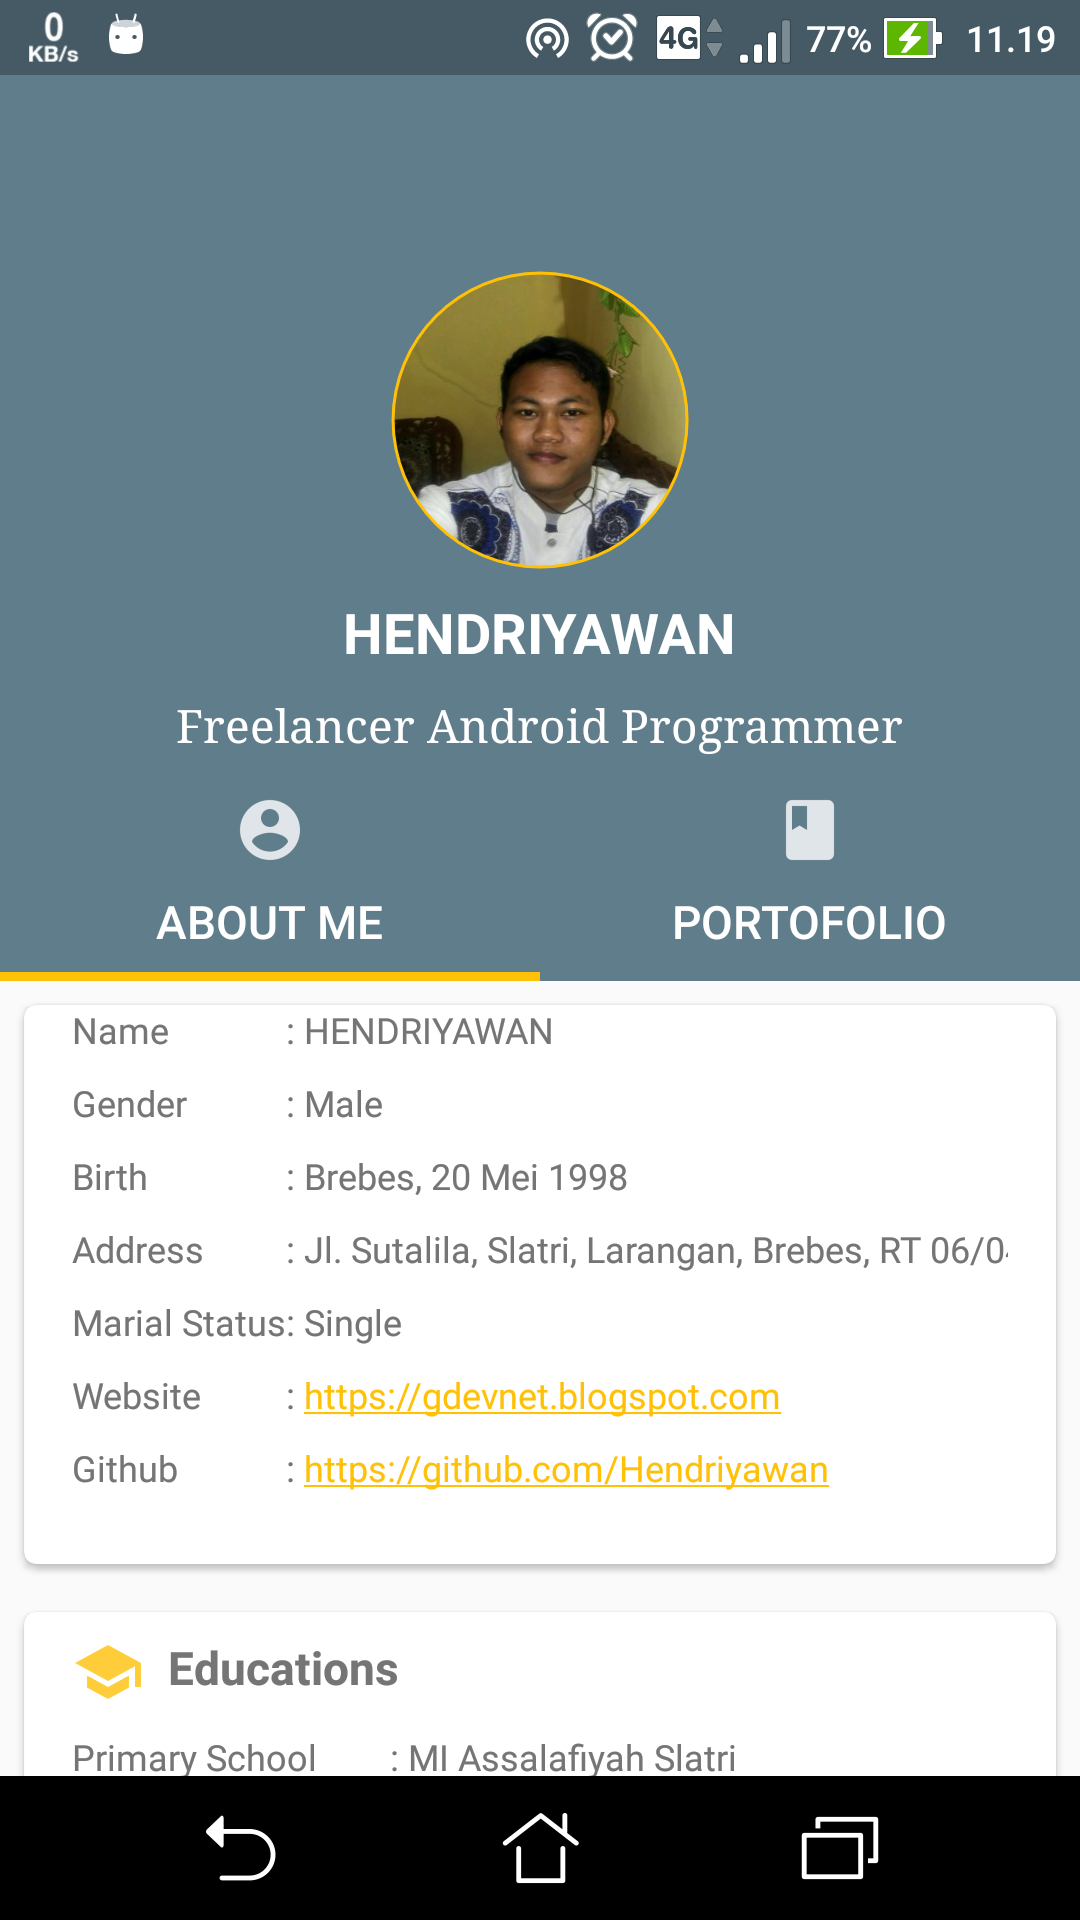 0
KB/s
4G
77%
11.19
HENDRIYAWAN
Freelancer Android Programmer
ABOUT ME
PORTOFOLIO
Name : HENDRIYAWAN
Gender : Male
Birth : Brebes, 20 Mei 1998
Address : Jl. Sutalila, Slatri, Larangan, Brebes, RT 06/0
Marial Status: Single
Website : https://gdevnet.blogspot.com
Github : https://github.com/Hendriyawan
Educations
Primary School : MI Assalafiyah Slatri